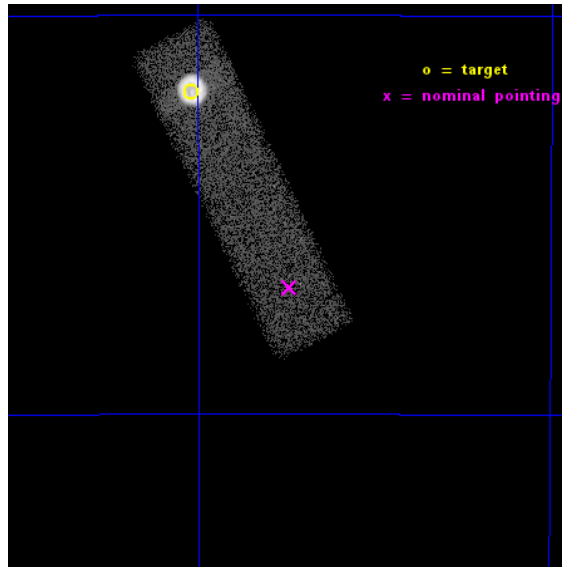 o = target
x = nominal pointing